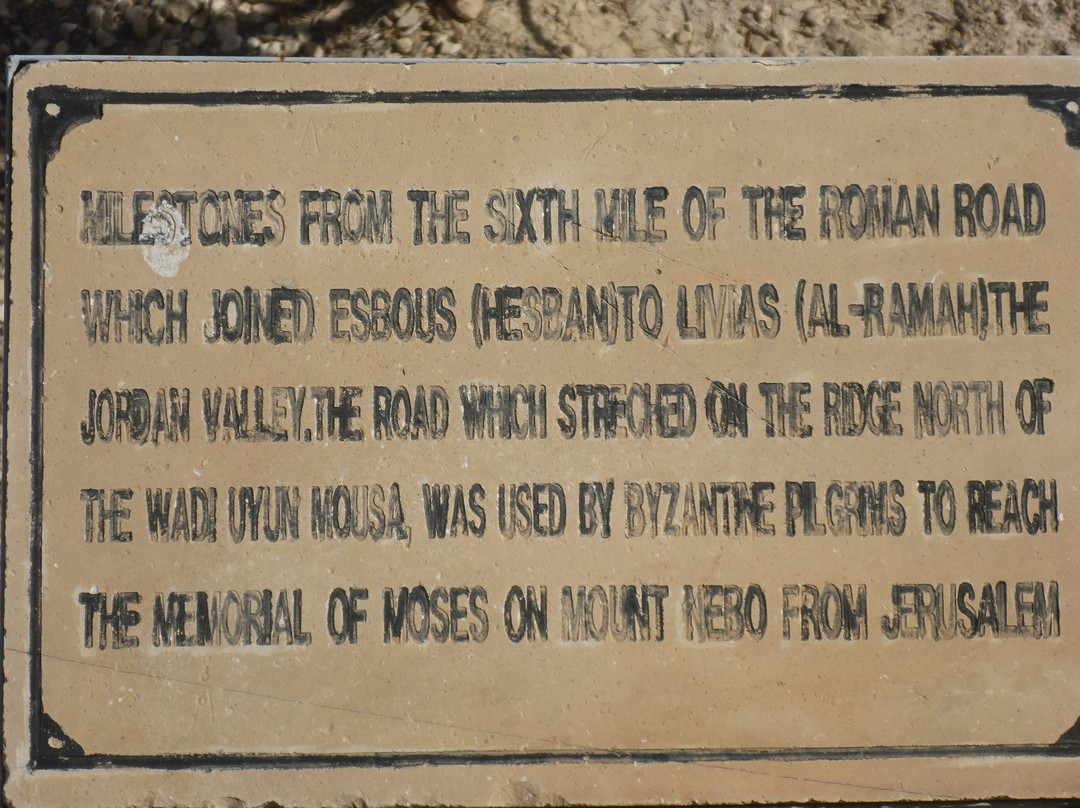 MILESTONES FROM THE SIXTH MILE OF THE ROMAN ROAD
WHICH JOINED ESBOUS (HESBAN)TO LIVIAS (AL-RAMAH)THE
JORDAN VALLEY.THE ROAD WHICH STRECHED ON THE RIDGE NORTH OF
THE WADI UYUN MOUSA, WAS USED BY BYZANTINE PILGRIMS TO REACH
THE MEMORIAL OF MOSES ON MOUNT NEBO FROM JERUSALEM